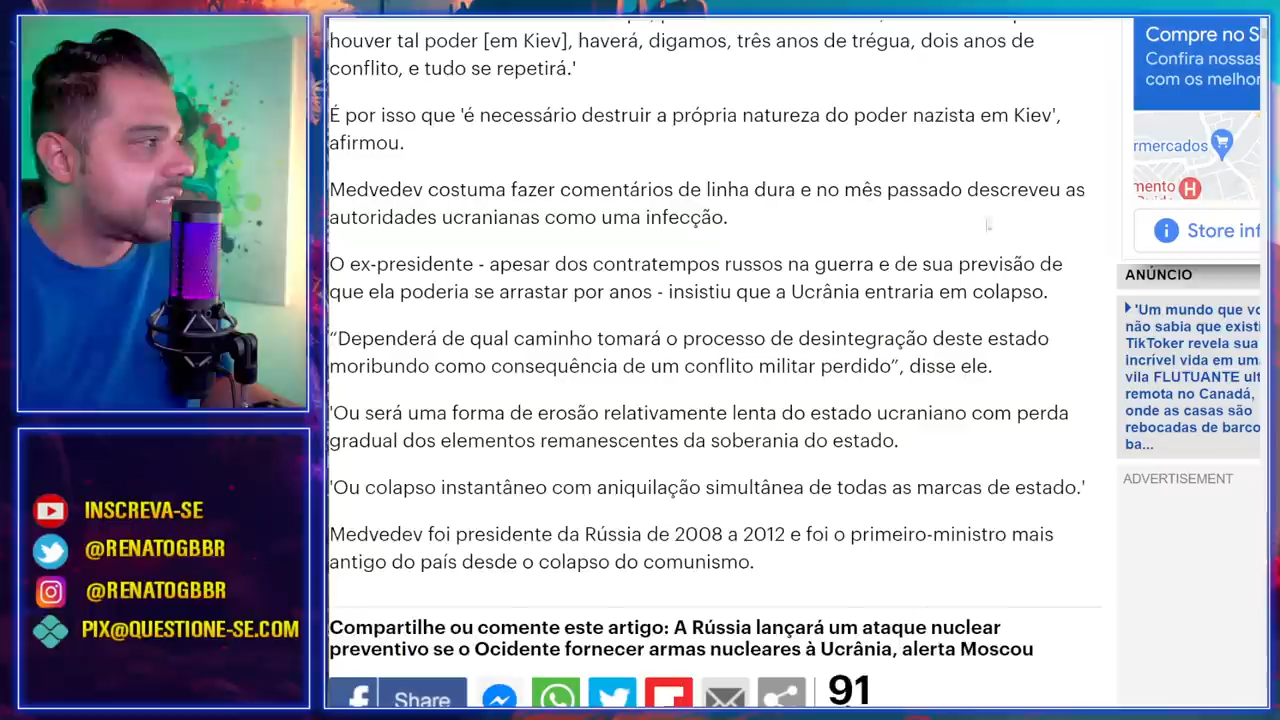 houver tal poder [em Kiev], haverá, digamos, três anos de trégua, dois anos de
conflito, e tudo se repetirá.'
É por isso que 'é necessário destruir a própria natureza do poder nazista em Kiev',
afirmou.
Medvedev costuma fazer comentários de linha dura e no mês passado descreveu as
autoridades ucranianas como uma infecção.
O ex-presidente - apesar dos contratempos russos na guerra e de sua previsão de
que ela poderia se arrastar por anos - insistiu que a Ucrânia entraria em colapso.
“Dependerá de qual caminho tomará o processo de desintegração deste estado
moribundo como consequência de um conflito militar perdido”, disse ele.
'Ou será uma forma de erosão relativamente lenta do estado ucraniano com perda
gradual dos elementos remanescentes da soberania do estado.
'Ou colapso instantâneo com aniquilação simultânea de todas as marcas de estado.'
Medvedev foi presidente da Rússia de 2008 a 2012 e foi o primeiro-ministro mais
antigo do país desde o colapso do comunismo.
Compartilhe ou comente este artigo: A Rússia lançará um ataque nuclear
preventivo se o Ocidente fornecer armas nucleares à Ucrânia, alerta Moscou
Share
91
Compre no S
Confira nossas
com os melho
rmercados
mento
H
Store inf
ANÚNCIO
'Um mundo que vo
não sabia que existi
TikToker revela sua
incrível vida em um
vila FLUTUANTE ult
remota no Canadá,
onde as casas são
rebocadas de barco
ba...
ADVERTISEMENT
INSCREVA-SE
@RENATOGBBR
@RENATOGBBR
PIX@QUESTIONE-SE.COM